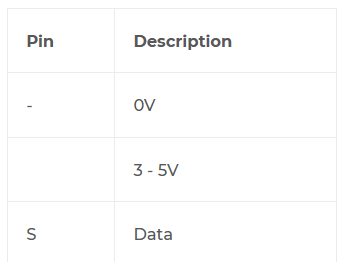 Pin Description
- 0V
3 - 5V
S Data